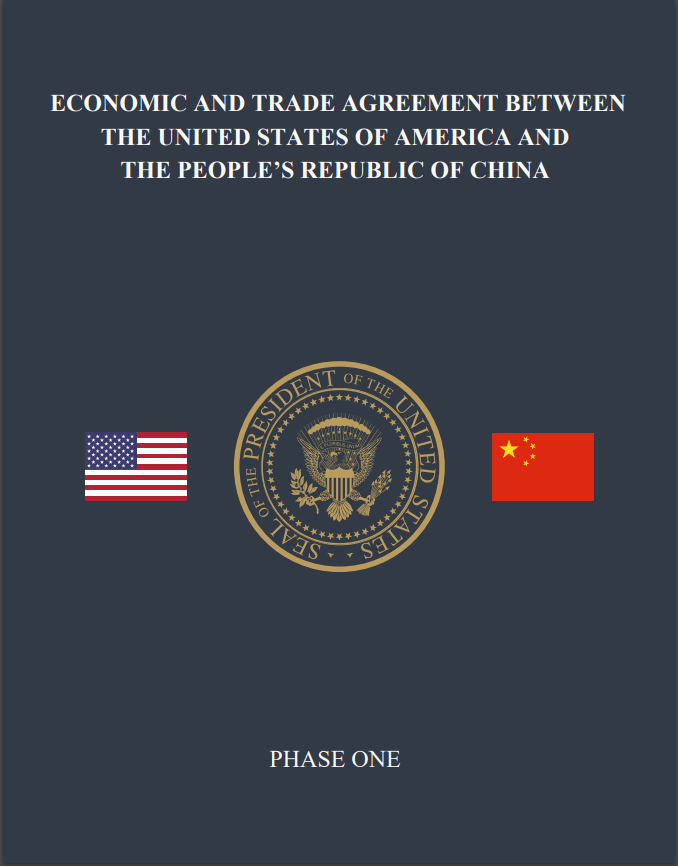 ECONOMIC AND TRADE AGREEMENT BETWEEN
THE UNITED STATES OF AMERICA AND
THE PEOPLE’S REPUBLIC OF CHINA
SEAL OF THE PRESIDENT OF THE UNITED STATES
PHASE ONE